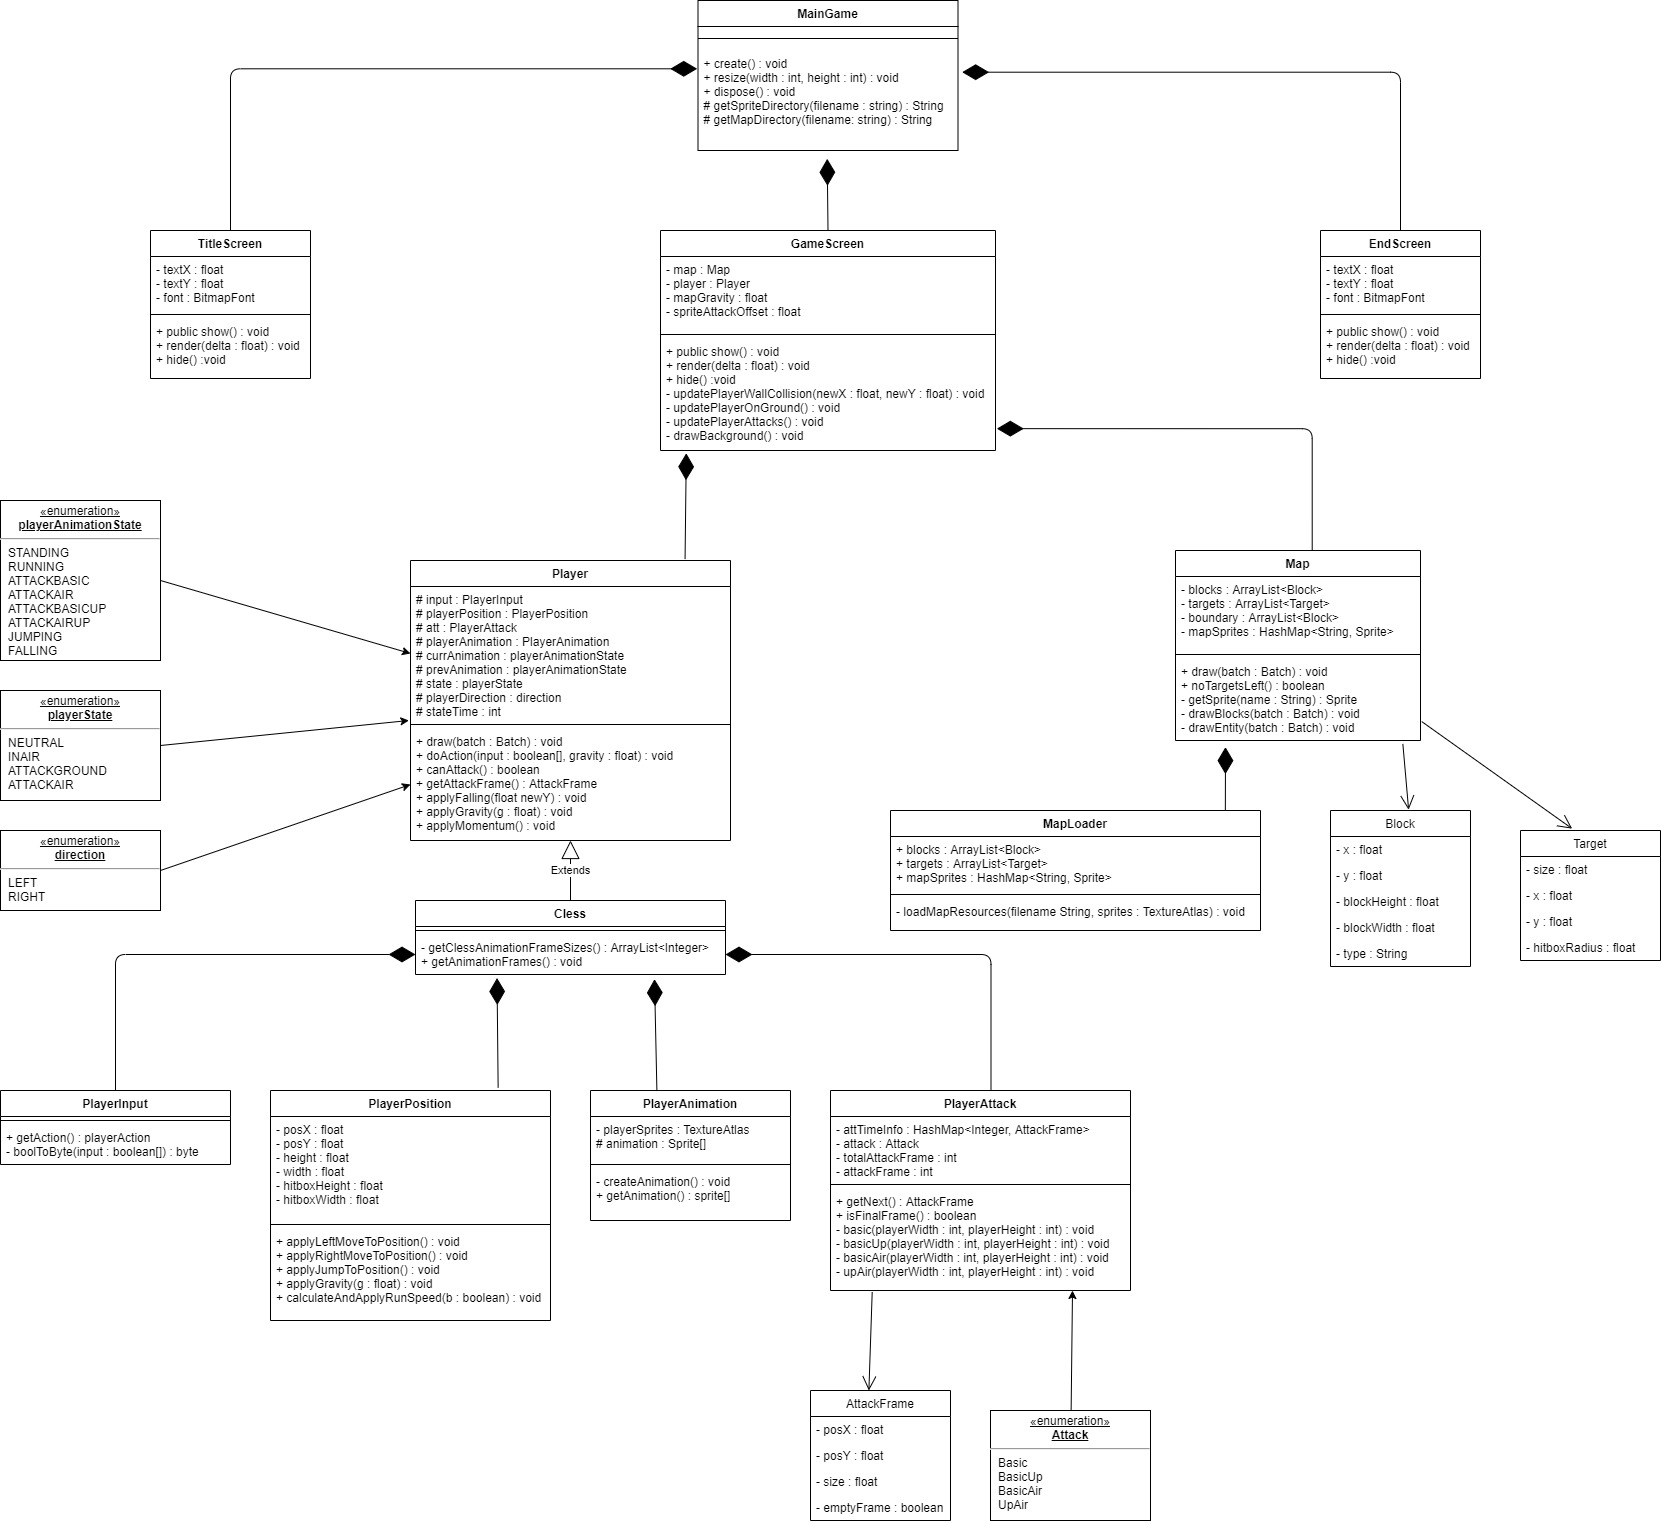 MainGame
+ create() : void
+ resize(width : int, height : int) : void
+ dispose() : void
# getSpriteDirectory(filename : string) : String
# getMapDirectory(filename: string) : String
TitleScreen
- textX : float
- textY : float
- font : BitmapFont
+ public show() : void
+ render(delta : float) : void
+ hide() :void
GameScreen
- map : Map
- player : Player
- mapGravity : float
- spriteAttackOffset : float
+ public show() : void
+ render(delta : float) : void
+ hide() :void
- updatePlayerWallCollision(newX : float, newY : float) : void
- updatePlayerOnGround() : void
- updatePlayerAttacks() : void
- drawBackground() : void
EndScreen
- textX : float
- textY : float
- font : BitmapFont
+ public show() : void
+ render(delta : float) : void
+ hide() :void
«enumeration»
playerAnimationState
STANDING
RUNNING
ATTACKBASIC
ATTACKAIR
ATTACKBASICUP
ATTACKAIRUP
JUMPING
FALLING
«enumeration»
playerState
NEUTRAL
INAIR
ATTACKGROUND
ATTACKAIR
«enumeration»
direction
LEFT
RIGHT
Player
# input : PlayerInput
# playerPosition : PlayerPosition
# att : PlayerAttack
# playerAnimation : PlayerAnimation
# currAnimation : playerAnimationState
# prevAnimation : playerAnimationState
# state : playerState
# playerDirection : direction
# stateTime : int
+ draw(batch : Batch) : void
+ doAction(input : boolean[], gravity : float) : void
+ canAttack() : boolean
+ getAttackFrame() : AttackFrame
+ applyFalling(float newY) : void
+ applyGravity(g : float) : void
+ applyMomentum() : void
Map
- blocks : ArrayList<Block>
- targets : ArrayList<Target>
- boundary : ArrayList<Block>
- mapSprites : HashMap<String, Sprite>
+ draw(batch : Batch) : void
+ noTargetsLeft() : boolean
- getSprite(name : String) : Sprite
- drawBlocks(batch : Batch) : void
- drawEntity(batch : Batch) : void
MapLoader
+ blocks : ArrayList<Block>
+ targets : ArrayList<Target>
+ mapSprites : HashMap<String, Sprite>
- loadMapResources(filename String, sprites : TextureAtlas) : void
Block
- x : float
- y : float
- blockHeight : float
- blockWidth : float
- type : String
Target
- size : float
- x : float
- y : float
- hitboxRadius : float
Extends
Cless
- getClessAnimationFrameSizes() : ArrayList<Integer>
+ getAnimationFrames() : void
PlayerInput
+ getAction() : playerAction
- boolToByte(input : boolean[]) : byte
PlayerPosition
- posX : float
- posY : float
- height : float
- width : float
- hitboxHeight : float
- hitboxWidth : float
+ applyLeftMoveToPosition() : void
+ applyRightMoveToPosition() : void
+ applyJumpToPosition() : void
+ applyGravity(g : float) : void
+ calculateAndApplyRunSpeed(b : boolean) : void
PlayerAnimation
- playerSprites : TextureAtlas
# animation : Sprite[]
- createAnimation() : void
+ getAnimation() : sprite[]
PlayerAttack
- attTimeInfo : HashMap<Integer, AttackFrame>
- attack : Attack
- totalAttackFrame : int
- attackFrame : int
+ getNext() : AttackFrame
+ isFinalFrame() : boolean
- basic(playerWidth : int, playerHeight : int) : void
- basicUp(playerWidth : int, playerHeight : int) : void
- basicAir(playerWidth : int, playerHeight : int) : void
- upAir(playerWidth : int, playerHeight : int) : void
AttackFrame
- posX : float
- posY : float
- size : float
- emptyFrame : boolean
«enumeration»
Attack
Basic
BasicUp
BasicAir
UpAir